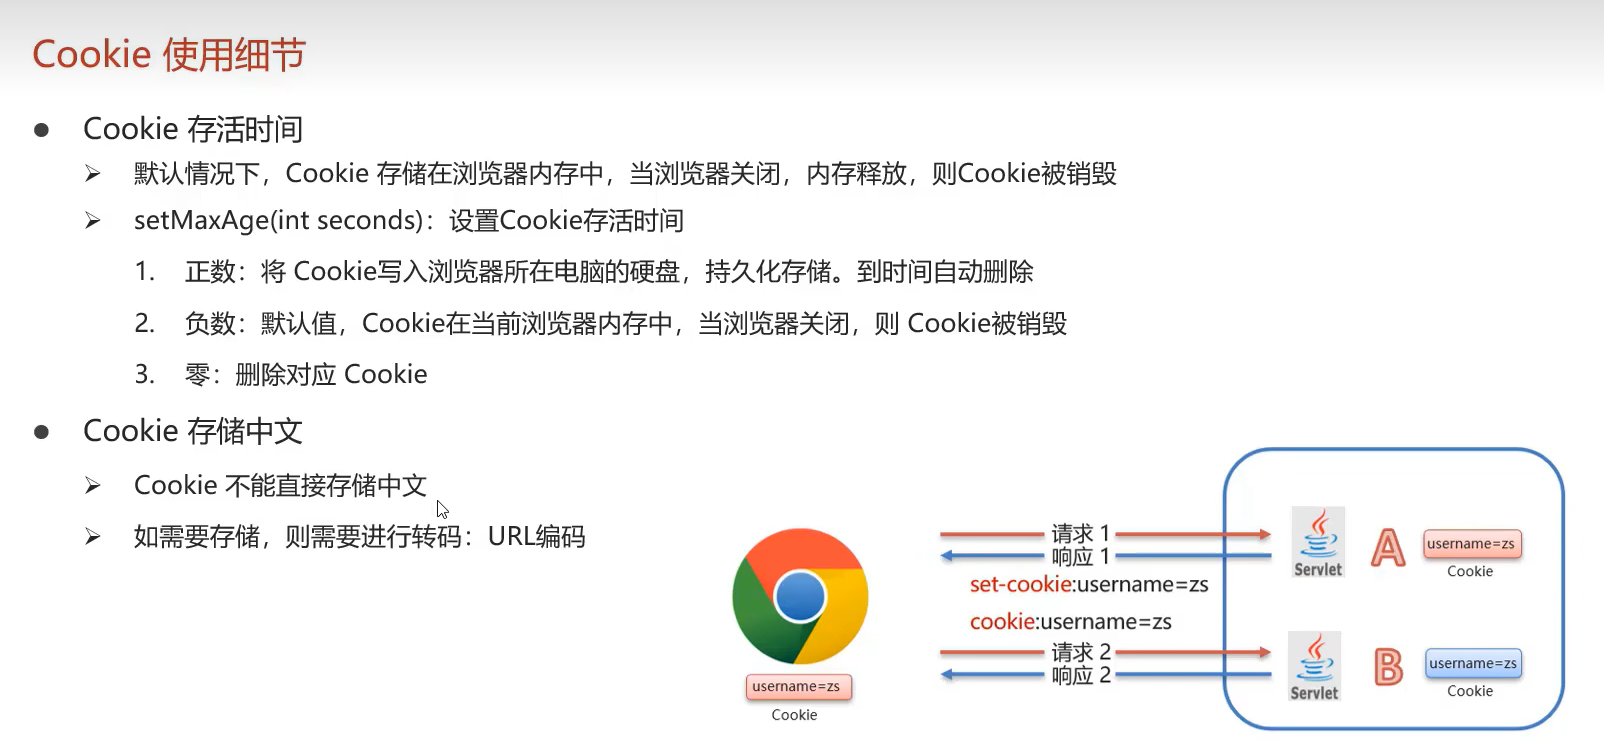 Cookie 使用细节
● Cookie 存活时间
➢ 默认情况下，Cookie 存储在浏览器内存中，当浏览器关闭，内存释放，则Cookie被销毁
➢ setMaxAge(int seconds)：设置Cookie存活时间
1. 正数：将 Cookie写入浏览器所在电脑的硬盘，持久化存储。到时间自动删除
2. 负数：默认值，Cookie在当前浏览器内存中，当浏览器关闭，则 Cookie被销毁
3. 零：删除对应 Cookie
● Cookie 存储中文
➢ Cookie 不能直接存储中文
➢ 如需要存储，则需要进行转码：URL编码
username=zs
Cookie
请求 1
响应 1
set-cookie:username=zs
cookie:username=zs
请求 2
响应 2
Servlet
A
username=zs
Cookie
Servlet
B
username=zs
Cookie